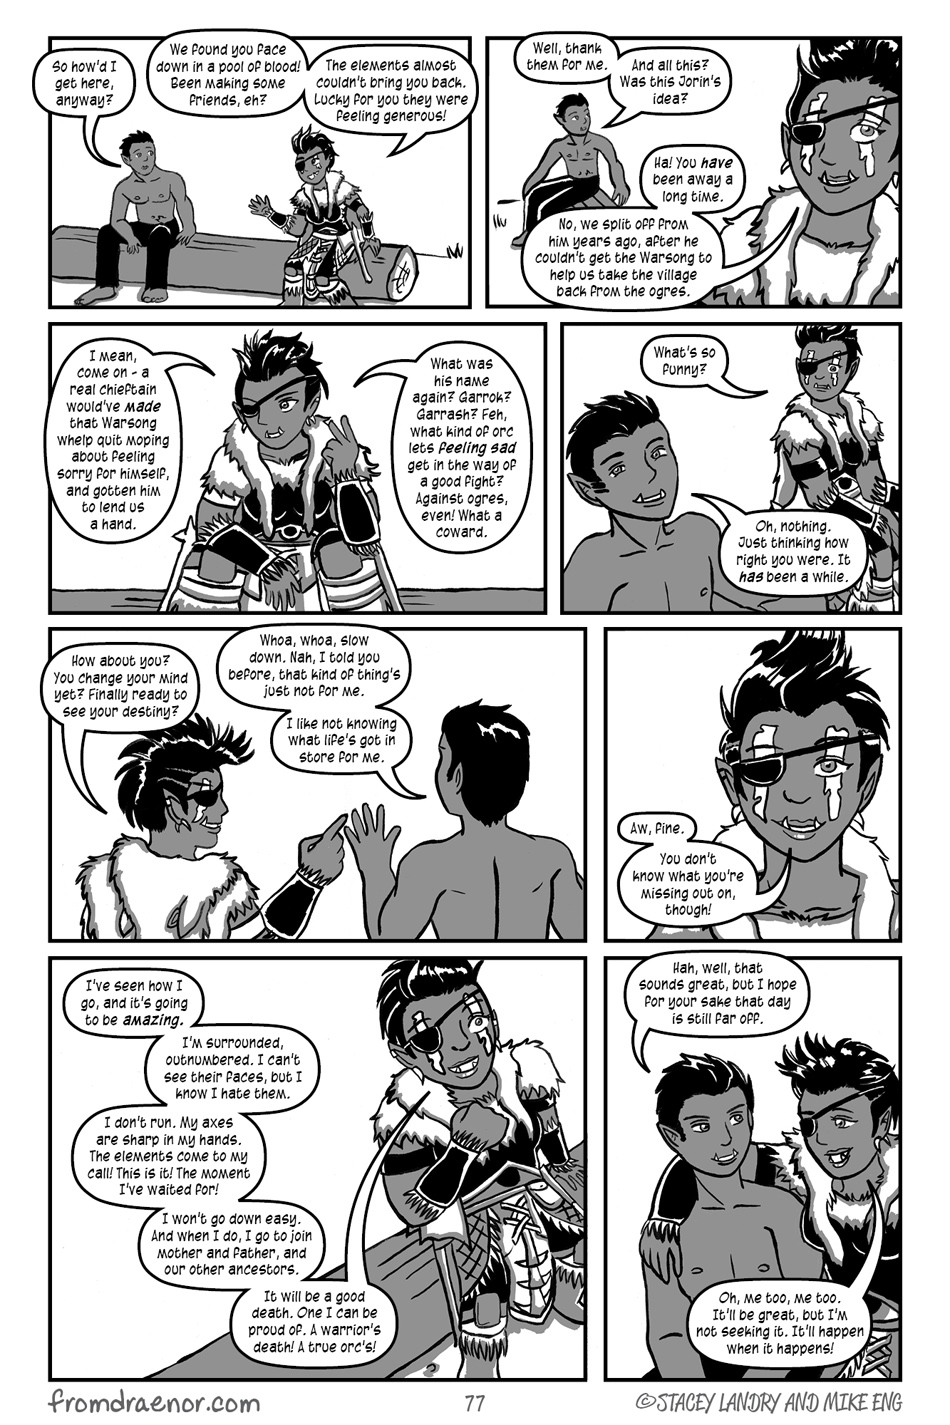 So how'd I
get here,
anyway?
We found you face
down in a pool of blood!
Been making some
friends, eh?
The elements almost
couldn't bring you back.
Lucky for you they were
feeling generous!
Well, thank
them for me.
And all this?
Was this Jorin's
idea?
Ha! You have
been away a
long time.
No, we split off from
him years ago, after he
couldn't get the Warsong to
help us take the village
back from the ogres.
I mean,
come on - a
real chieftain
would've made
that Warsong
whelp quit moping
about feeling
sorry for himself,
and gotten him
to lend us
a hand.
What was
his name
again? Garrok?
Garrash? Feh,
what kind of orc
lets feeling sad
get in the way of
a good fight?
Against ogres,
even! What a
coward.
What's so
funny?
Oh, nothing.
Just thinking how
right you were. It
has been a while.
How about you?
You change your mind
yet? Finally ready to
see your destiny?
Whoa, whoa, slow
down. Nah, I told you
before, that kind of thing's
just not for me.
I like not knowing
what life's got in
store for me.
Aw, fine.
You don't
know what you're
missing out on,
though!
I've seen how I
go, and it's going
to be amazing.
I'm surrounded,
outnumbered. I can't
see their faces, but I
know I hate them.
I don't run. My axes
are sharp in my hands.
The elements come to my
call! This is it! The moment
I've waited for!
I won't go down easy.
And when I do, I go to join
mother and father, and
our other ancestors.
It will be a good
death. One I can be
proud of. A warrior's
death! A true orc's!
Hah, well, that
sounds great, but I hope
for your sake that day
is still far off.
Oh, me too, me too.
It'll be great, but I'm
not seeking it. It'll happen
when it happens!
fromdraenor.com
77
©STACEY LANDRY AND MIKE ENG